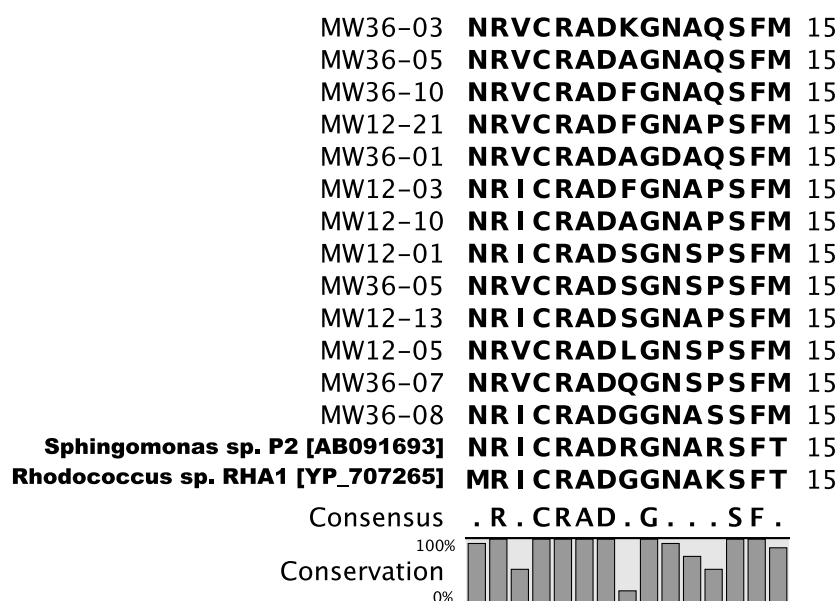 MW36-03 NRVCRADKGNAQSFM 15
MW36-05 NRVCRADAGNAQSFM 15
MW36-10 NRVCRADFGNAQSFM 15
MW12-21 NRVCRADFGNAPSFM 15
MW36-01 NRVCRADAGDAQSFM 15
MW12-03 NRICRADFGNAPSFM 15
MW12-10 NRICRADAGNAPSFM 15
MW12-01 NRICRADSGNSPSFM 15
MW36-05 NRVCRADSGNSPSFM 15
MW12-13 NRICRADSGNAPSFM 15
MW12-05 NRVCRADLGNSPSFM 15
MW36-07 NRVCRADQGNSPSFM 15
MW36-08 NRICRADGGNASSFM 15
Sphingomonas sp. P2 [AB091693] NRICRADRGNARSFT 15
Rhodococcus sp. RHA1 [YP_707265] MRICRADGGNAKSFT 15
Consensus .R.CRAD.G...SF.
100%
Conservation
0%